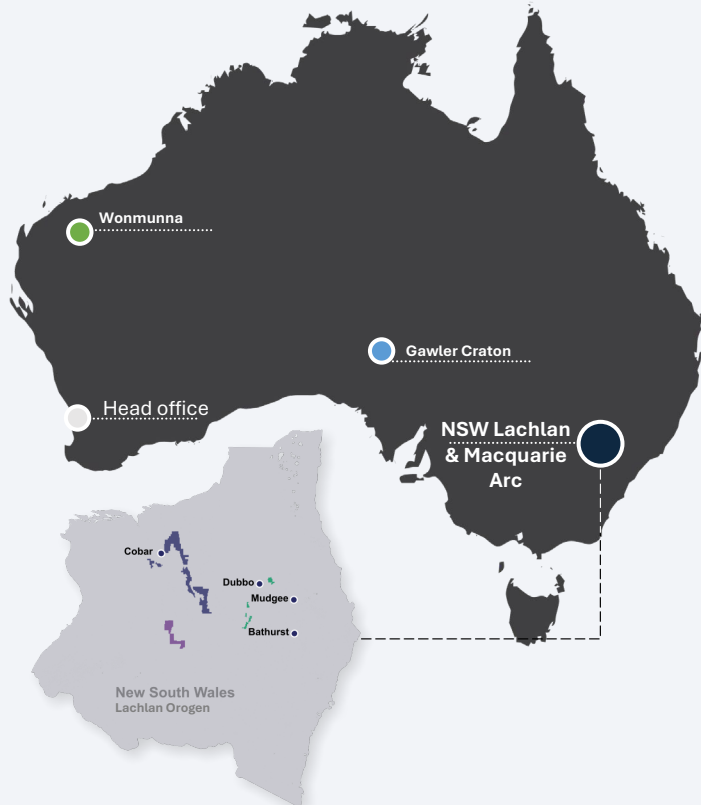 Wonmunna
Gawler Craton
Head office
NSW Lachlan
& Macquarie
Arc
Cobar
Dubbo
Mudgee
Bathurst
New South Wales
Lachlan Orogen